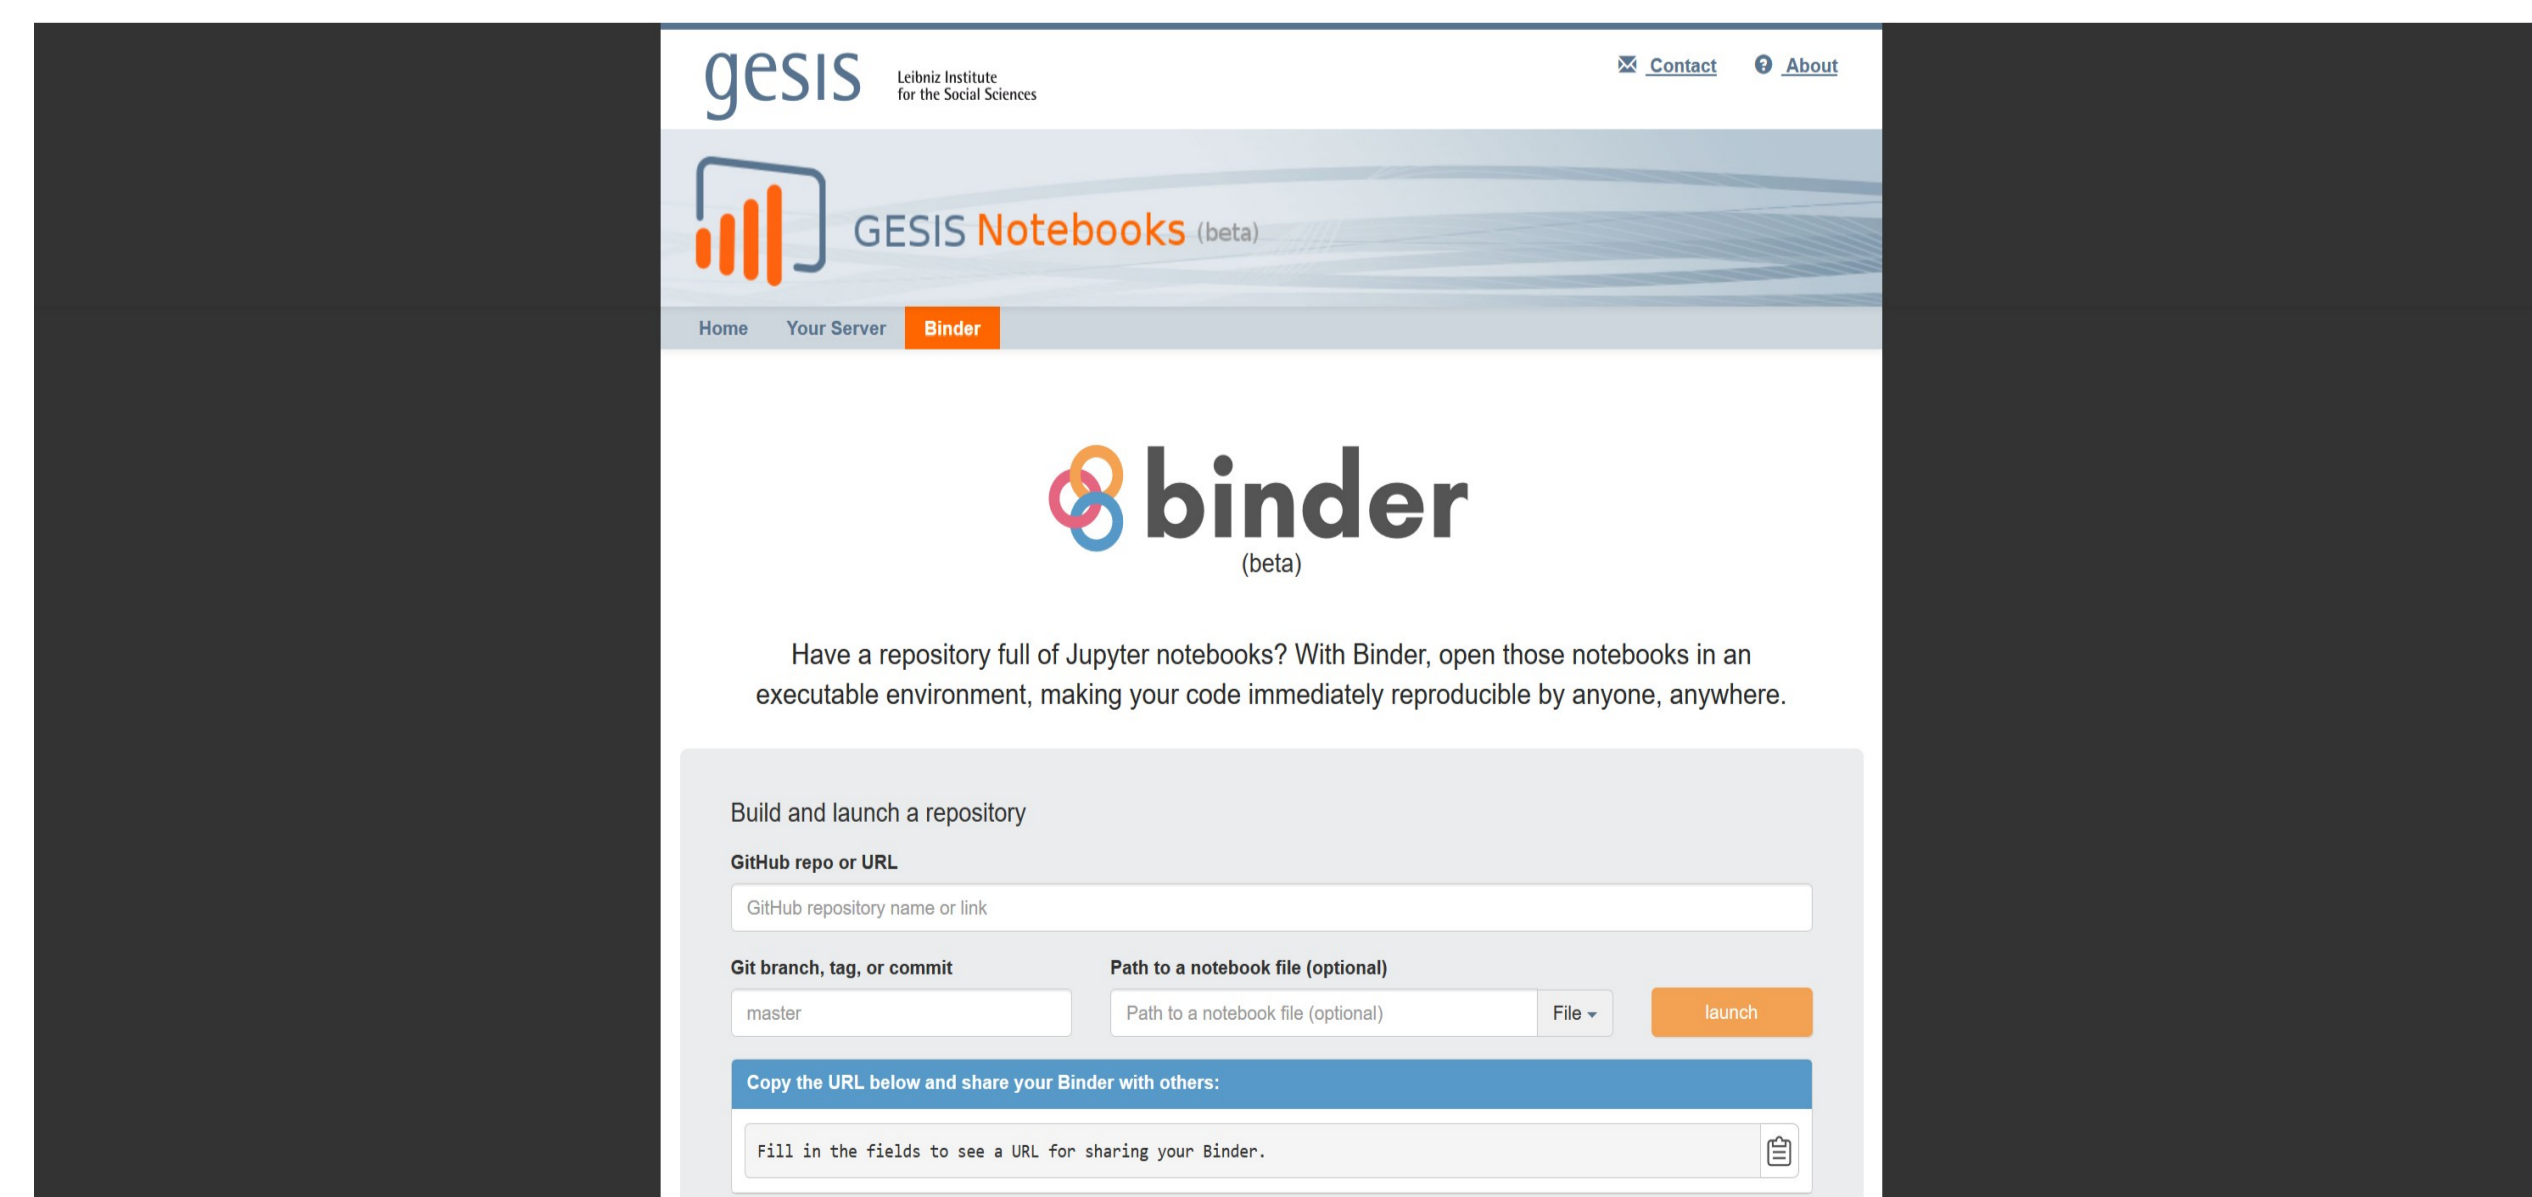 gesis
Leibniz Institute
for the Social Sciences
Contact
About
GESIS Notebooks (beta)
Home
Your Server
Binder
binder
(beta)
Have a repository full of Jupyter notebooks? With Binder, open those notebooks in an
executable environment, making your code immediately reproducible by anyone, anywhere.
Build and launch a repository
GitHub repo or URL
GitHub repository name or link
Git branch, tag, or commit
Path to a notebook file (optional)
master
Path to a notebook file (optional)
File
launch
Copy the URL below and share your Binder with others:
Fill in the fields to see a URL for sharing your Binder.